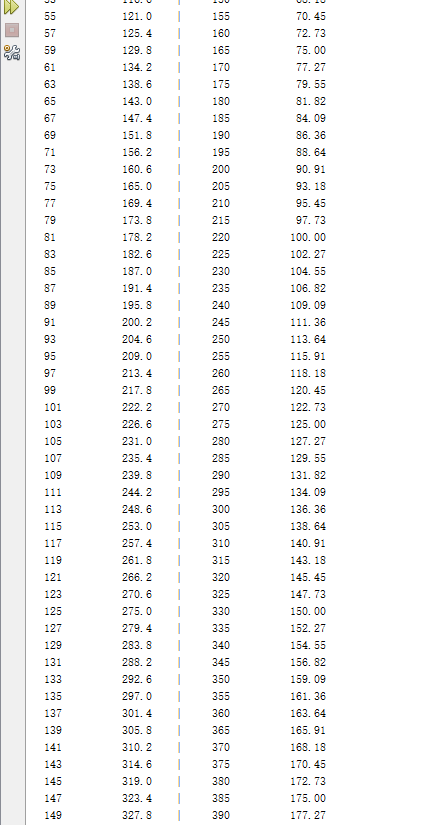 55 121.0 | 155 70.45
57 125.4 | 160 72.73
59 129.8 | 165 75.00
61 134.2 | 170 77.27
63 138.6 | 175 79.55
65 143.0 | 180 81.82
67 147.4 | 185 84.09
69 151.8 | 190 86.36
71 156.2 | 195 88.64
73 160.6 | 200 90.91
75 165.0 | 205 93.18
77 169.4 | 210 95.45
79 173.8 | 215 97.73
81 178.2 | 220 100.00
83 182.6 | 225 102.27
85 187.0 | 230 104.55
87 191.4 | 235 106.82
89 195.8 | 240 109.09
91 200.2 | 245 111.36
93 204.6 | 250 113.64
95 209.0 | 255 115.91
97 213.4 | 260 118.18
99 217.8 | 265 120.45
101 222.2 | 270 122.73
103 226.6 | 275 125.00
105 231.0 | 280 127.27
107 235.4 | 285 129.55
109 239.8 | 290 131.82
111 244.2 | 295 134.09
113 248.6 | 300 136.36
115 253.0 | 305 138.64
117 257.4 | 310 140.91
119 261.8 | 315 143.18
121 266.2 | 320 145.45
123 270.6 | 325 147.73
125 275.0 | 330 150.00
127 279.4 | 335 152.27
129 283.8 | 340 154.55
131 288.2 | 345 156.82
133 292.6 | 350 159.09
135 297.0 | 355 161.36
137 301.4 | 360 163.64
139 305.8 | 365 165.91
141 310.2 | 370 168.18
143 314.6 | 375 170.45
145 319.0 | 380 172.73
147 323.4 | 385 175.00
149 327.8 | 390 177.27